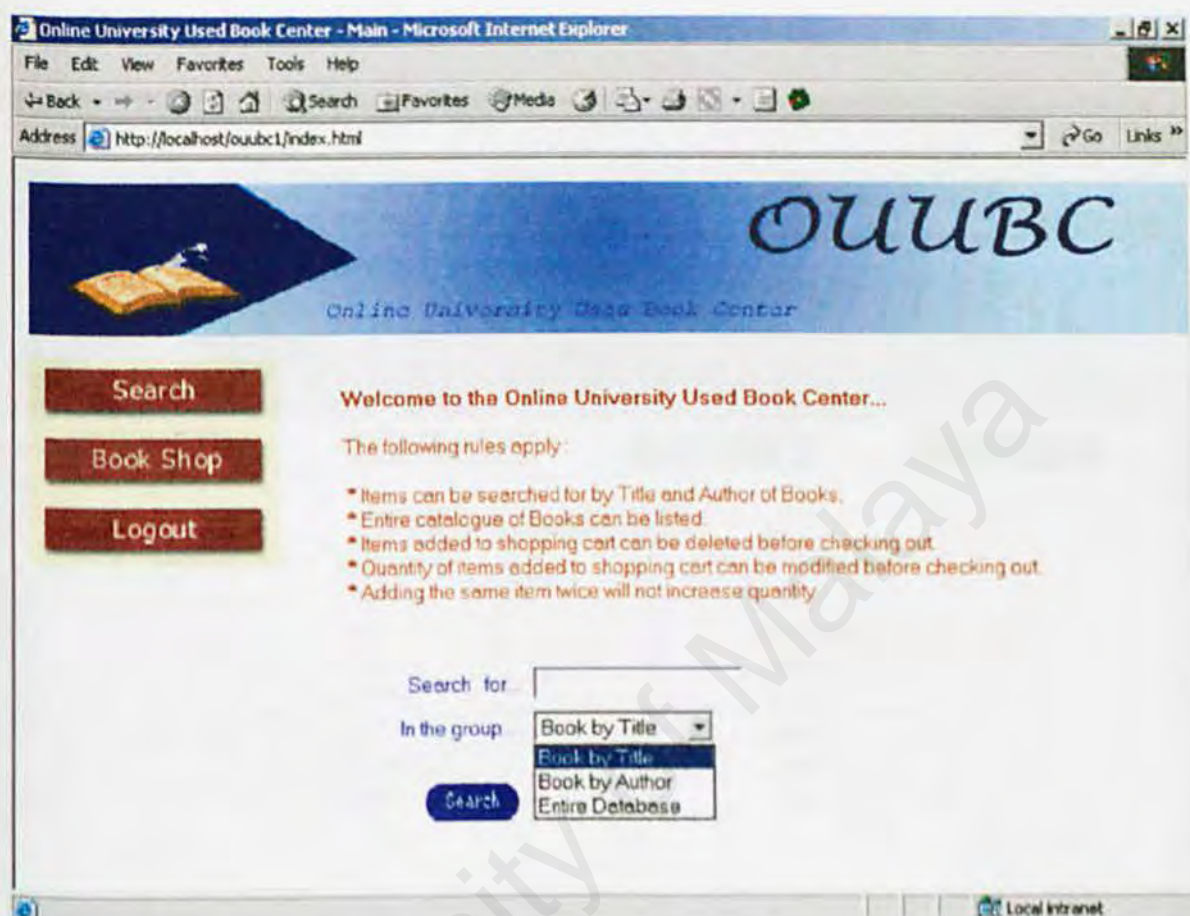 Online University Used Book Center - Main - Microsoft Internet Explorer
File Edit View Favorites Tools Help
Back Search Favorites Media
Address http://localhost/ouubc1/index.html Go Links »
OUUBC
Online University Used Book Center
Search
Book Shop
Logout
Welcome to the Online University Used Book Center...
The following rules apply :
* Items can be searched for by Title and Author of Books.
* Entire catalogue of Books can be listed.
* Items added to shopping cart can be deleted before checking out.
* Quantity of items added to shopping cart can be modified before checking out.
* Adding the same item twice will not increase quantity.
Search for
In the group Book by Title
Book by Title
Book by Author
Entire Database
Search
Local intranet
sity of Malaya